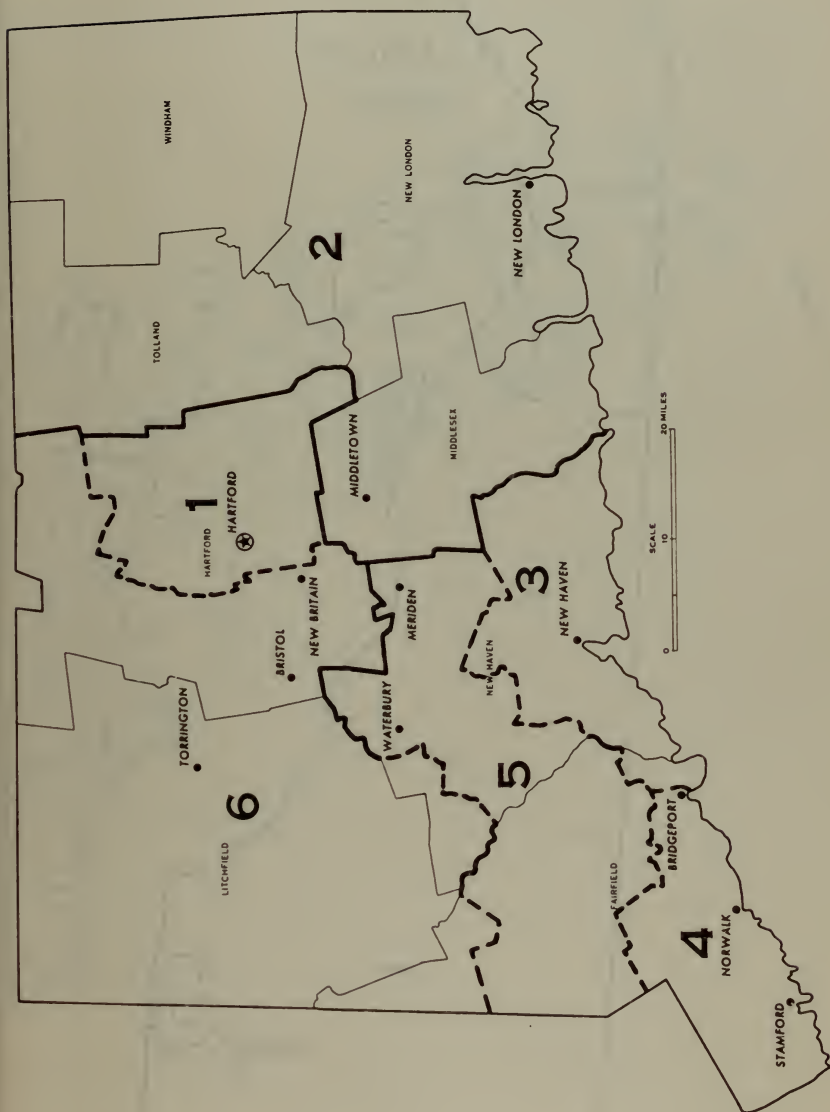 WINDHAM
TOLLAND
2
NEW LONDON
NEW LONDON
1
HARTFORD
HARTFORD
MIDDLETOWN
MIDDLESEX
TORRINGTON
BRISTOL
NEW BRITAIN
6
LITCHFIELD
WATERBURY
MERIDEN
5
NEW HAVEN
3
NEW HAVEN
FAIRFIELD
BRIDGEPORT
4
NORWALK
STAMFORD
SCALE
0 10 20 MILES